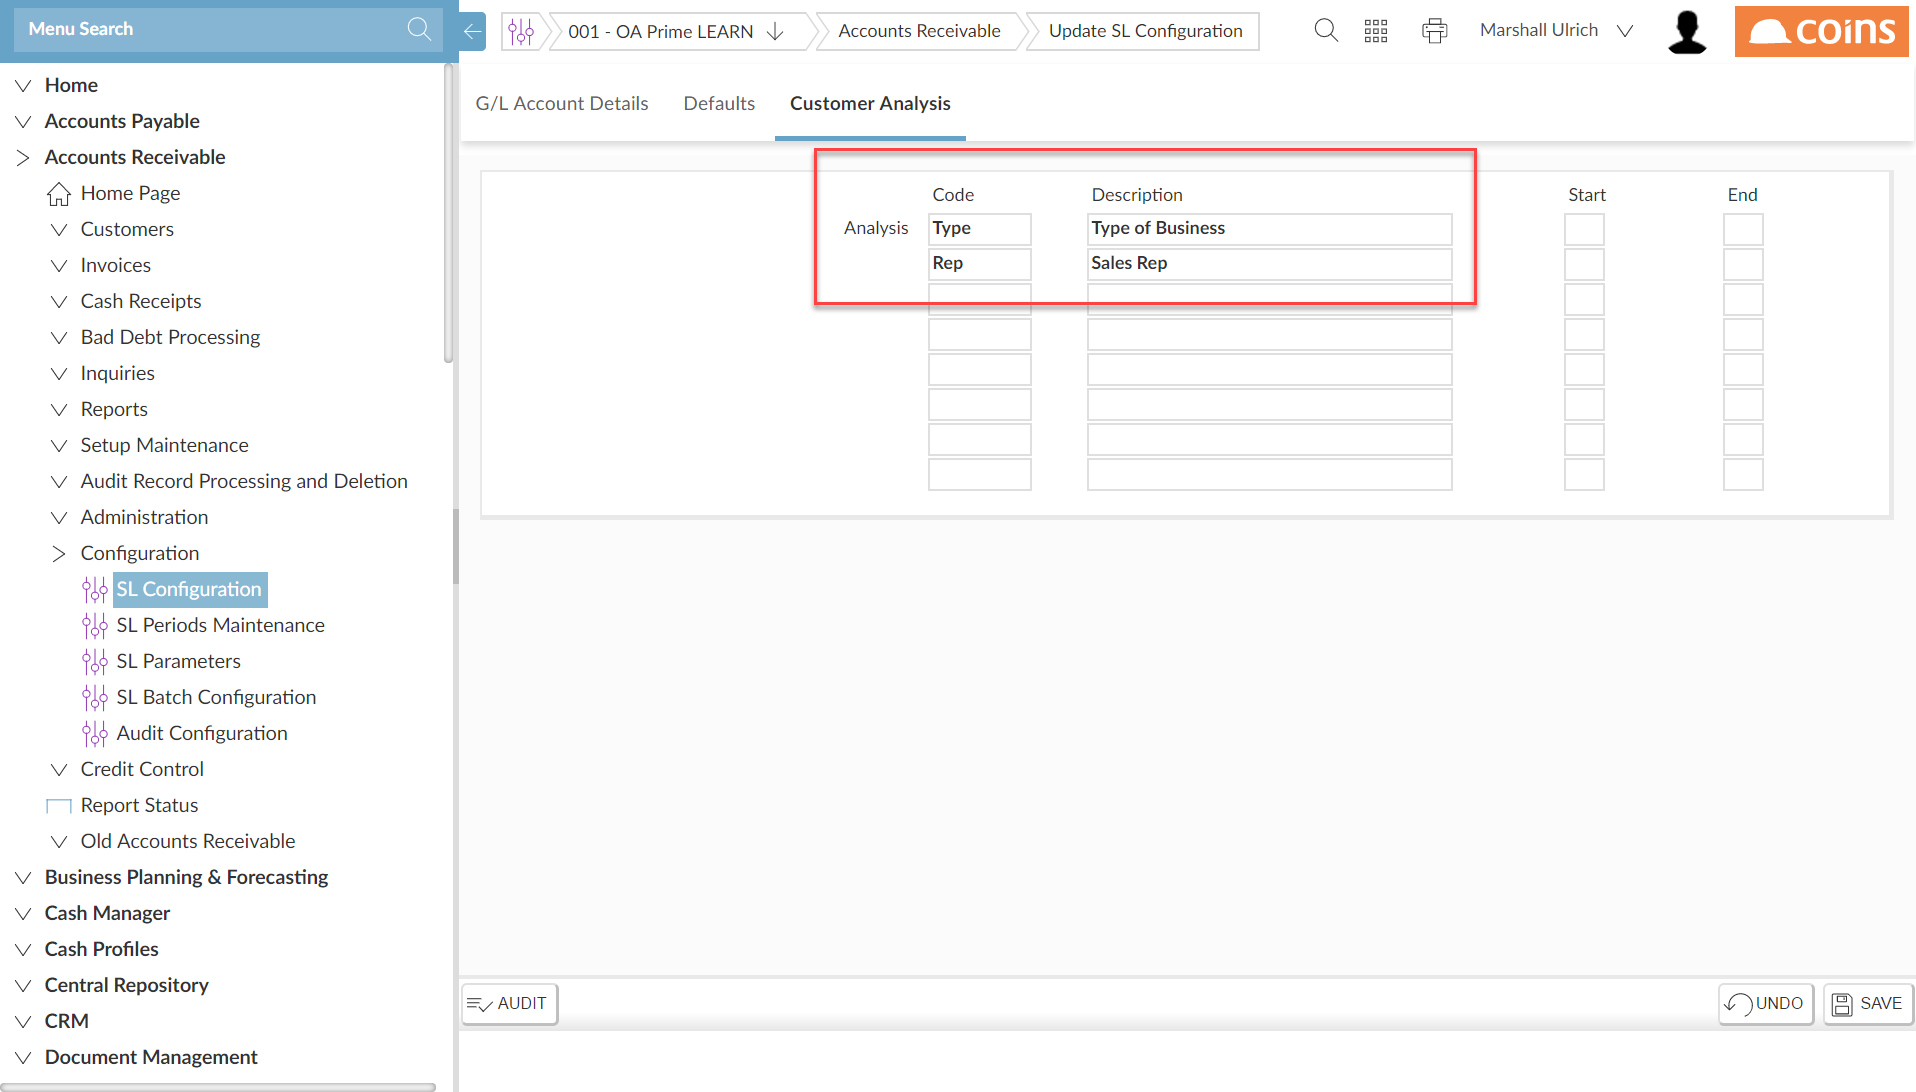 Menu Search
Home
Accounts Payable
Accounts Receivable
Home Page
Customers
Invoices
Cash Receipts
Bad Debt Processing
Inquiries
Reports
Setup Maintenance
Audit Record Processing and Deletion
Administration
Configuration
SL Configuration
SL Periods Maintenance
SL Parameters
SL Batch Configuration
Audit Configuration
Credit Control
Report Status
Old Accounts Receivable
Business Planning & Forecasting
Cash Manager
Cash Profiles
Central Repository
CRM
Document Management
001 - OA Prime LEARN
Accounts Receivable
Update SL Configuration
Marshall Ulrich
coins
G/L Account Details
Defaults
Customer Analysis
Code Description Start End
Analysis Type Type of Business
Rep Sales Rep
AUDIT
UNDO
SAVE